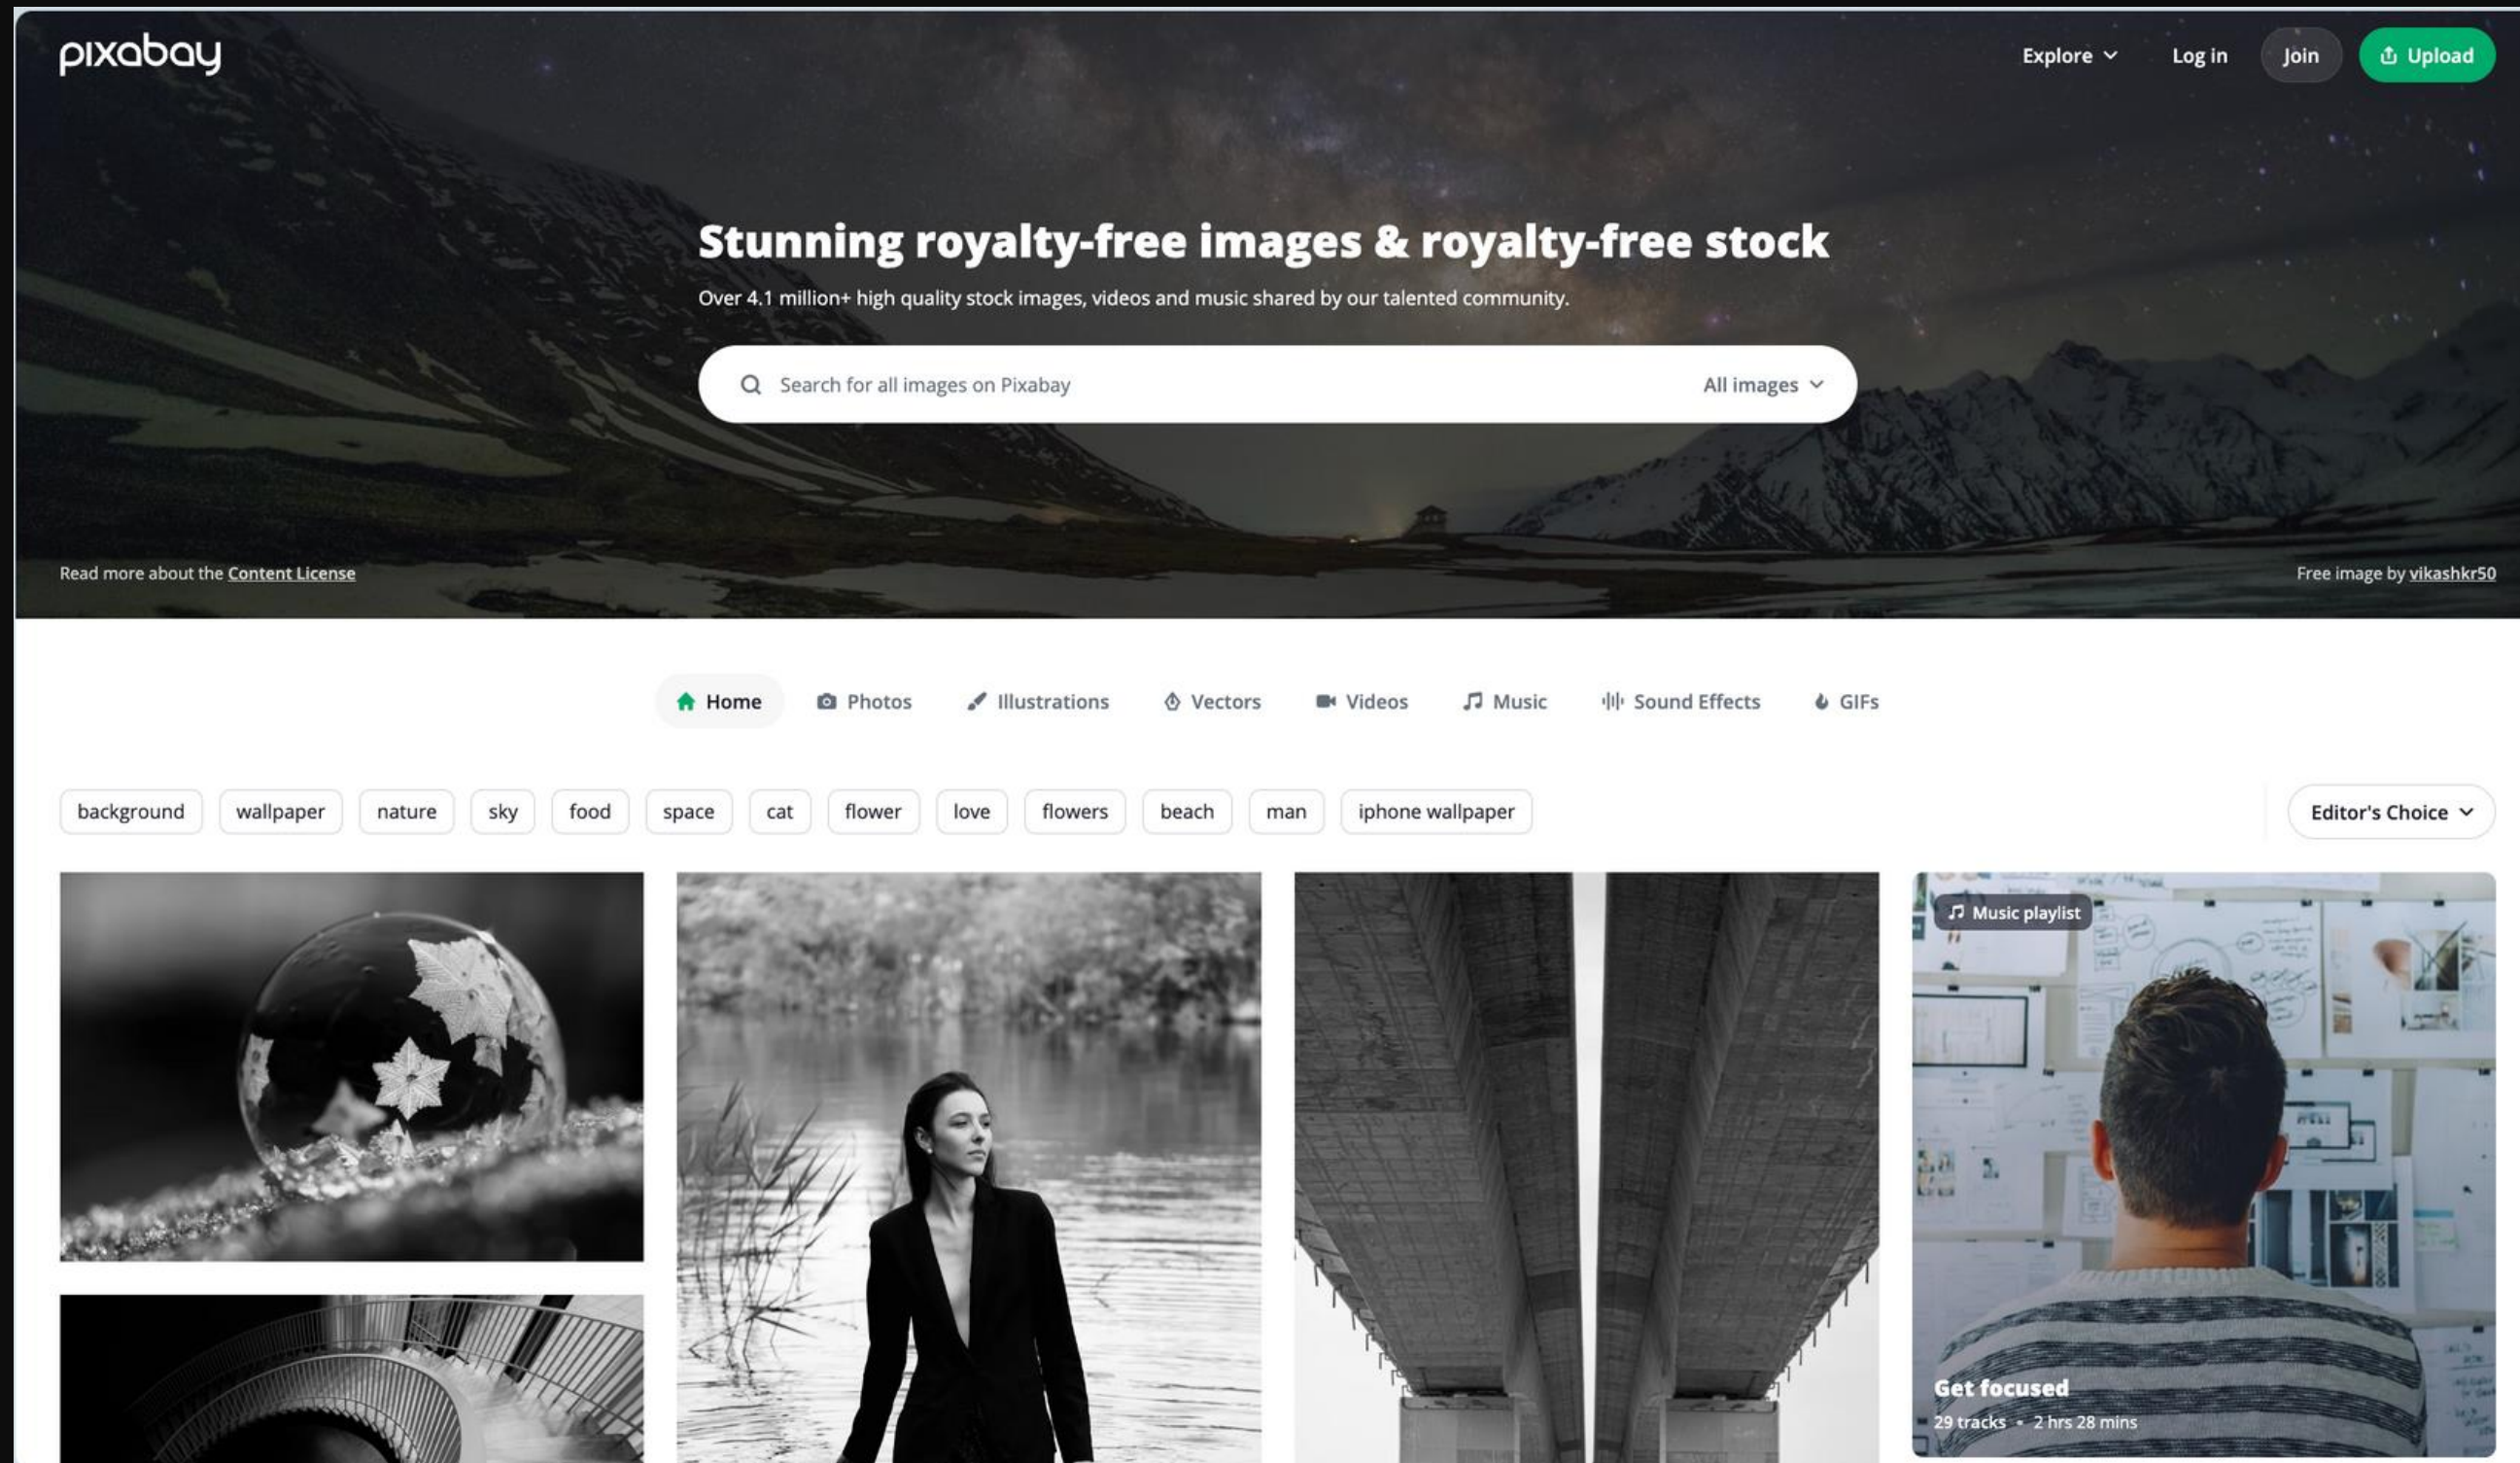 pixabay
Explore
Log in
Join
Upload
Stunning royalty-free images & royalty-free stock
Over 4.1 million+ high quality stock images, videos and music shared by our talented community.
Search for all images on Pixabay
All images
Read more about the Content License
Free image by vikashkr50
Home
Photos
Illustrations
Vectors
Videos
Music
Sound Effects
GIFs
background
wallpaper
nature
sky
food
space
cat
flower
love
flowers
beach
man
iphone wallpaper
Editor's Choice
Music playlist
Get focused
29 tracks • 2 hrs 28 mins